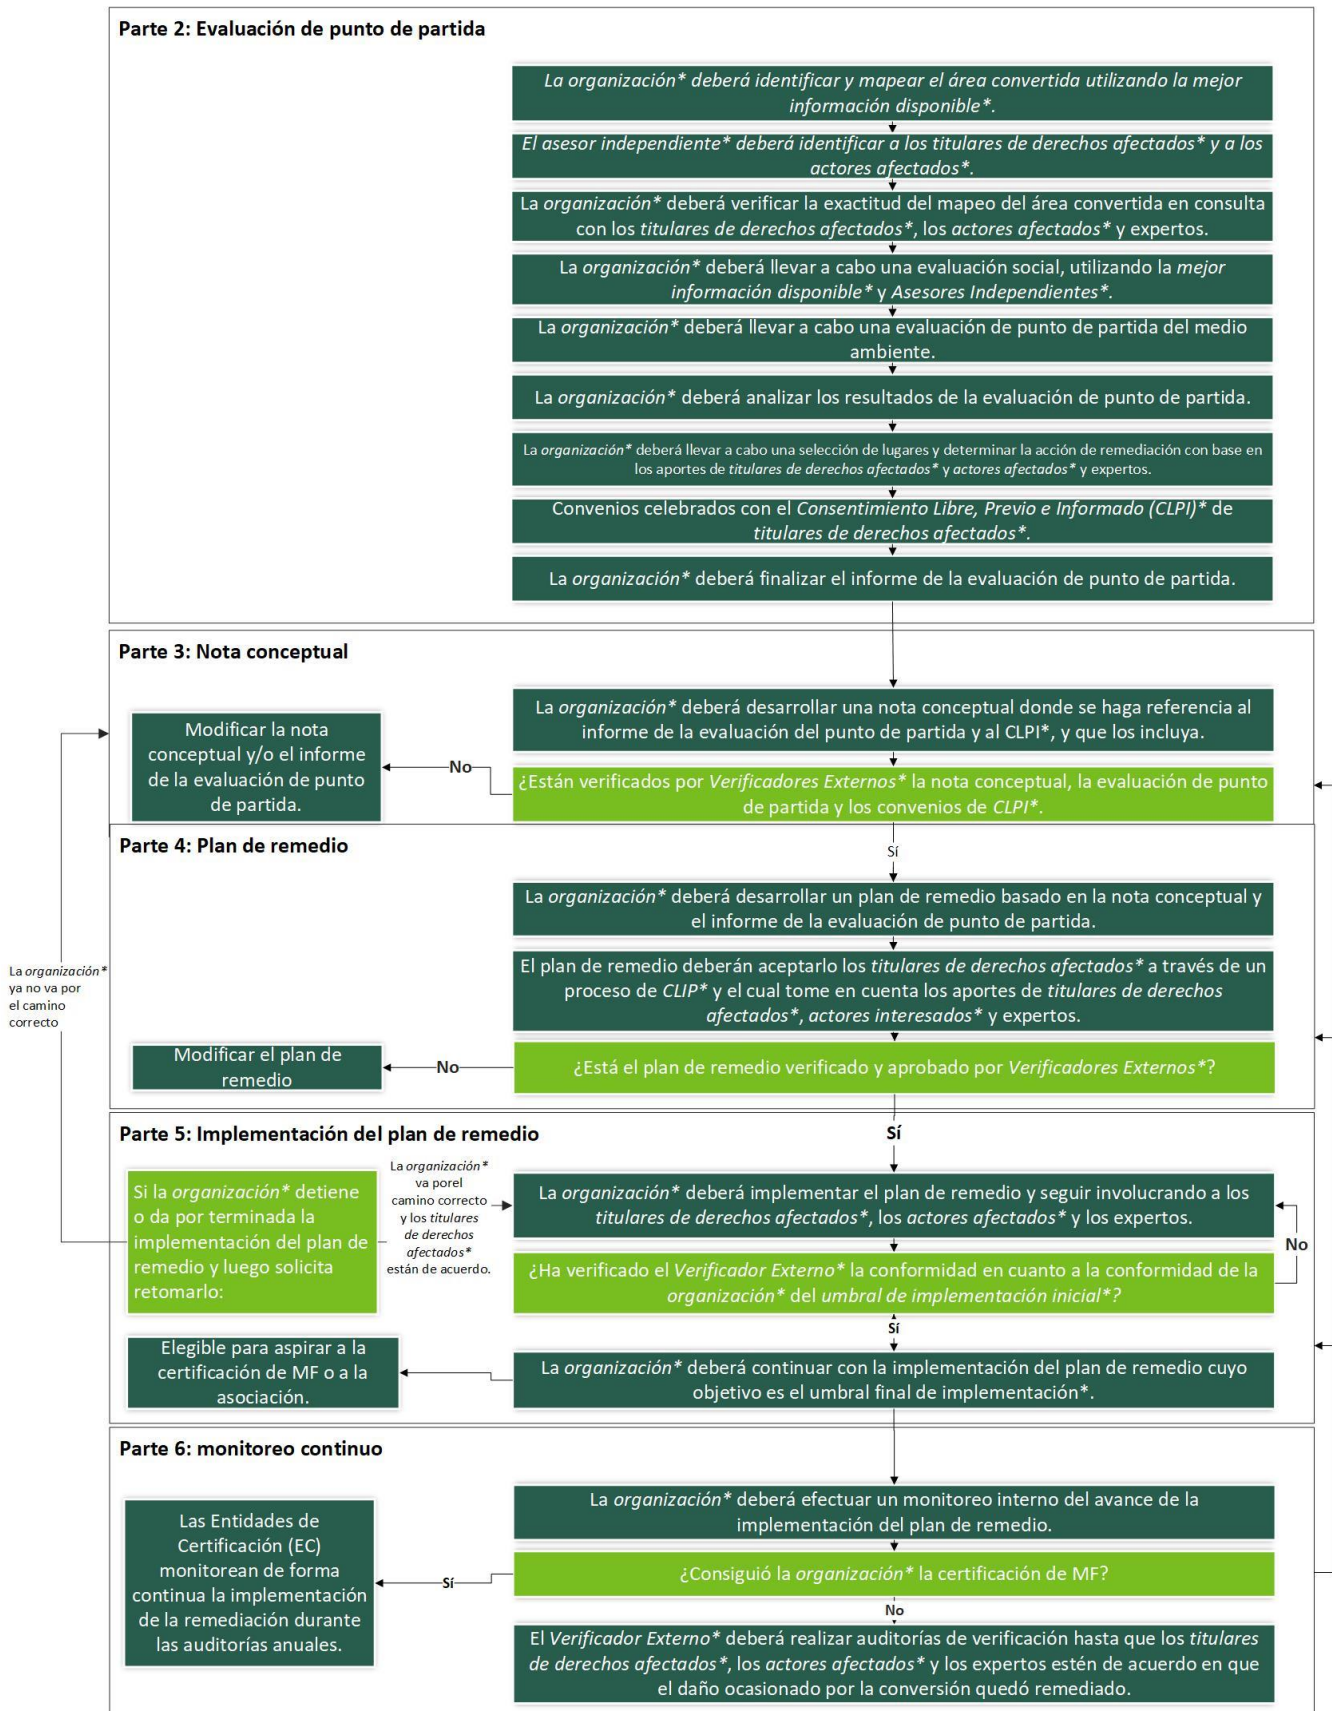 Parte 2: Evaluación de punto de partida
La organización* deberá identificar y mapear el área convertida utilizando la mejor
información disponible*.
El asesor independiente* deberá identificar a los titulares de derechos afectados* y a los
actores afectados*.
La organización* deberá verificar la exactitud del mapeo del área convertida en consulta
con los titulares de derechos afectados*, los actores afectados* y expertos.
La organización* deberá llevar a cabo una evaluación social, utilizando la mejor
información disponible* y Asesores Independientes*.
La organización* deberá llevar a cabo una evaluación de punto de partida del medio
ambiente.
La organización* deberá analizar los resultados de la evaluación de punto de partida.
La organización* deberá llevar a cabo una selección de lugares y determinar la acción de remediación con base en
los aportes de titulares de derechos afectados* y actores afectados* y expertos.
Convenios celebrados con el Consentimiento Libre, Previo e Informado (CLPI)* de
titulares de derechos afectados*.
La organización* deberá finalizar el informe de la evaluación de punto de partida.
Parte 3: Nota conceptual
La organización* deberá desarrollar una nota conceptual donde se haga referencia al
informe de la evaluación del punto de partida y al CLPI*, y que los incluya.
Modificar la nota
conceptual y/o el informe
de la evaluación de punto
de partida.
No
¿Están verificados por Verificadores Externos* la nota conceptual, la evaluación de punto
de partida y los convenios de CLPI*.
Parte 4: Plan de remedio
Sí
La organización* deberá desarrollar un plan de remedio basado en la nota conceptual y
el informe de la evaluación de punto de partida.
El plan de remedio deberán aceptarlo los titulares de derechos afectados* a través de un
proceso de CLIP* y el cual tome en cuenta los aportes de titulares de derechos
afectados*, actores interesados* y expertos.
La organización*
ya no va por
el camino
correcto
Modificar el plan de
remedio
No
¿Está el plan de remedio verificado y aprobado por Verificadores Externos*?
Parte 5: Implementación del plan de remedio
Sí
Si la organización* detiene
o da por terminada la
implementación del plan de
remedio y luego solicita
retomarlo:
La organización*
va porel
camino correcto
y los titulares
de derechos
afectados*
están de acuerdo.
La organización* deberá implementar el plan de remedio y seguir involucrando a los
titulares de derechos afectados*, los actores afectados* y los expertos.
No
¿Ha verificado el Verificador Externo* la conformidad en cuanto a la conformidad de la
organización* del umbral de implementación inicial*?
Sí
Elegible para aspirar a la
certificación de MF o a la
asociación.
La organización* deberá continuar con la implementación del plan de remedio cuyo
objetivo es el umbral final de implementación*.
Parte 6: monitoreo continuo
La organización* deberá efectuar un monitoreo interno del avance de la
implementación del plan de remedio.
Las Entidades de
Certificación (EC)
monitorean de forma
continua la implementación
de la remediación durante
las auditorías anuales.
Sí
¿Consiguió la organización* la certificación de MF?
No
El Verificador Externo* deberá realizar auditorías de verificación hasta que los titulares
de derechos afectados*, los actores afectados* y los expertos estén de acuerdo en que
el daño ocasionado por la conversión quedó remediado.